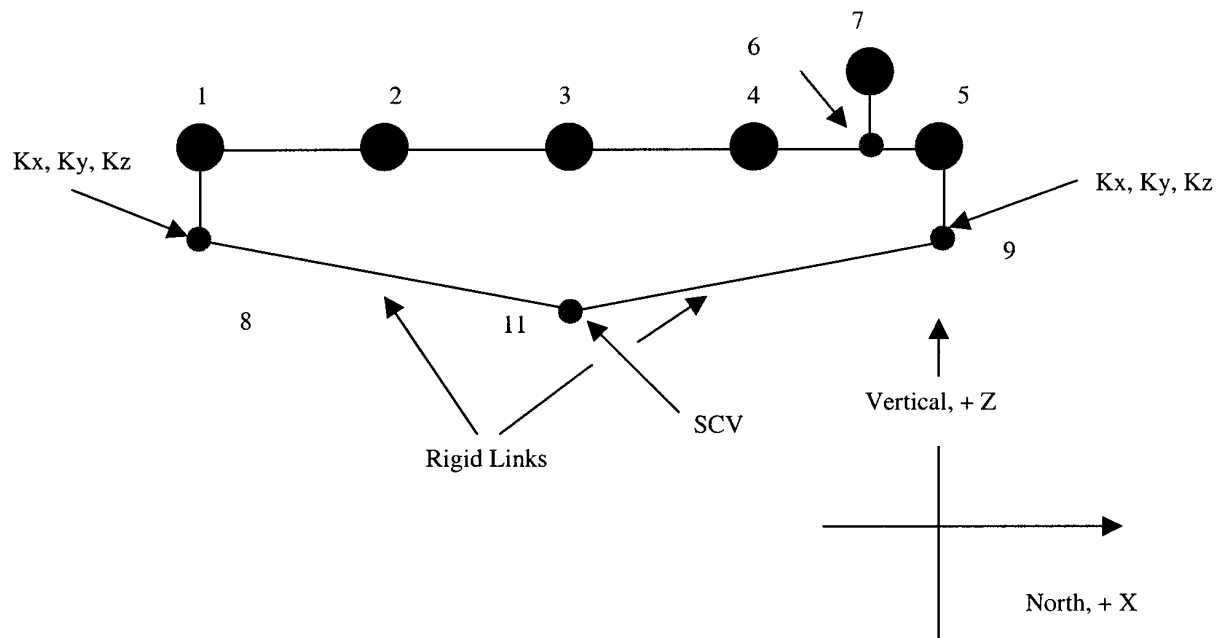 7
6
1
2
3
4
5
Kx, Ky, Kz
Kx, Ky, Kz
9
8
11
Vertical, + Z
SCV
Rigid Links
North, + X